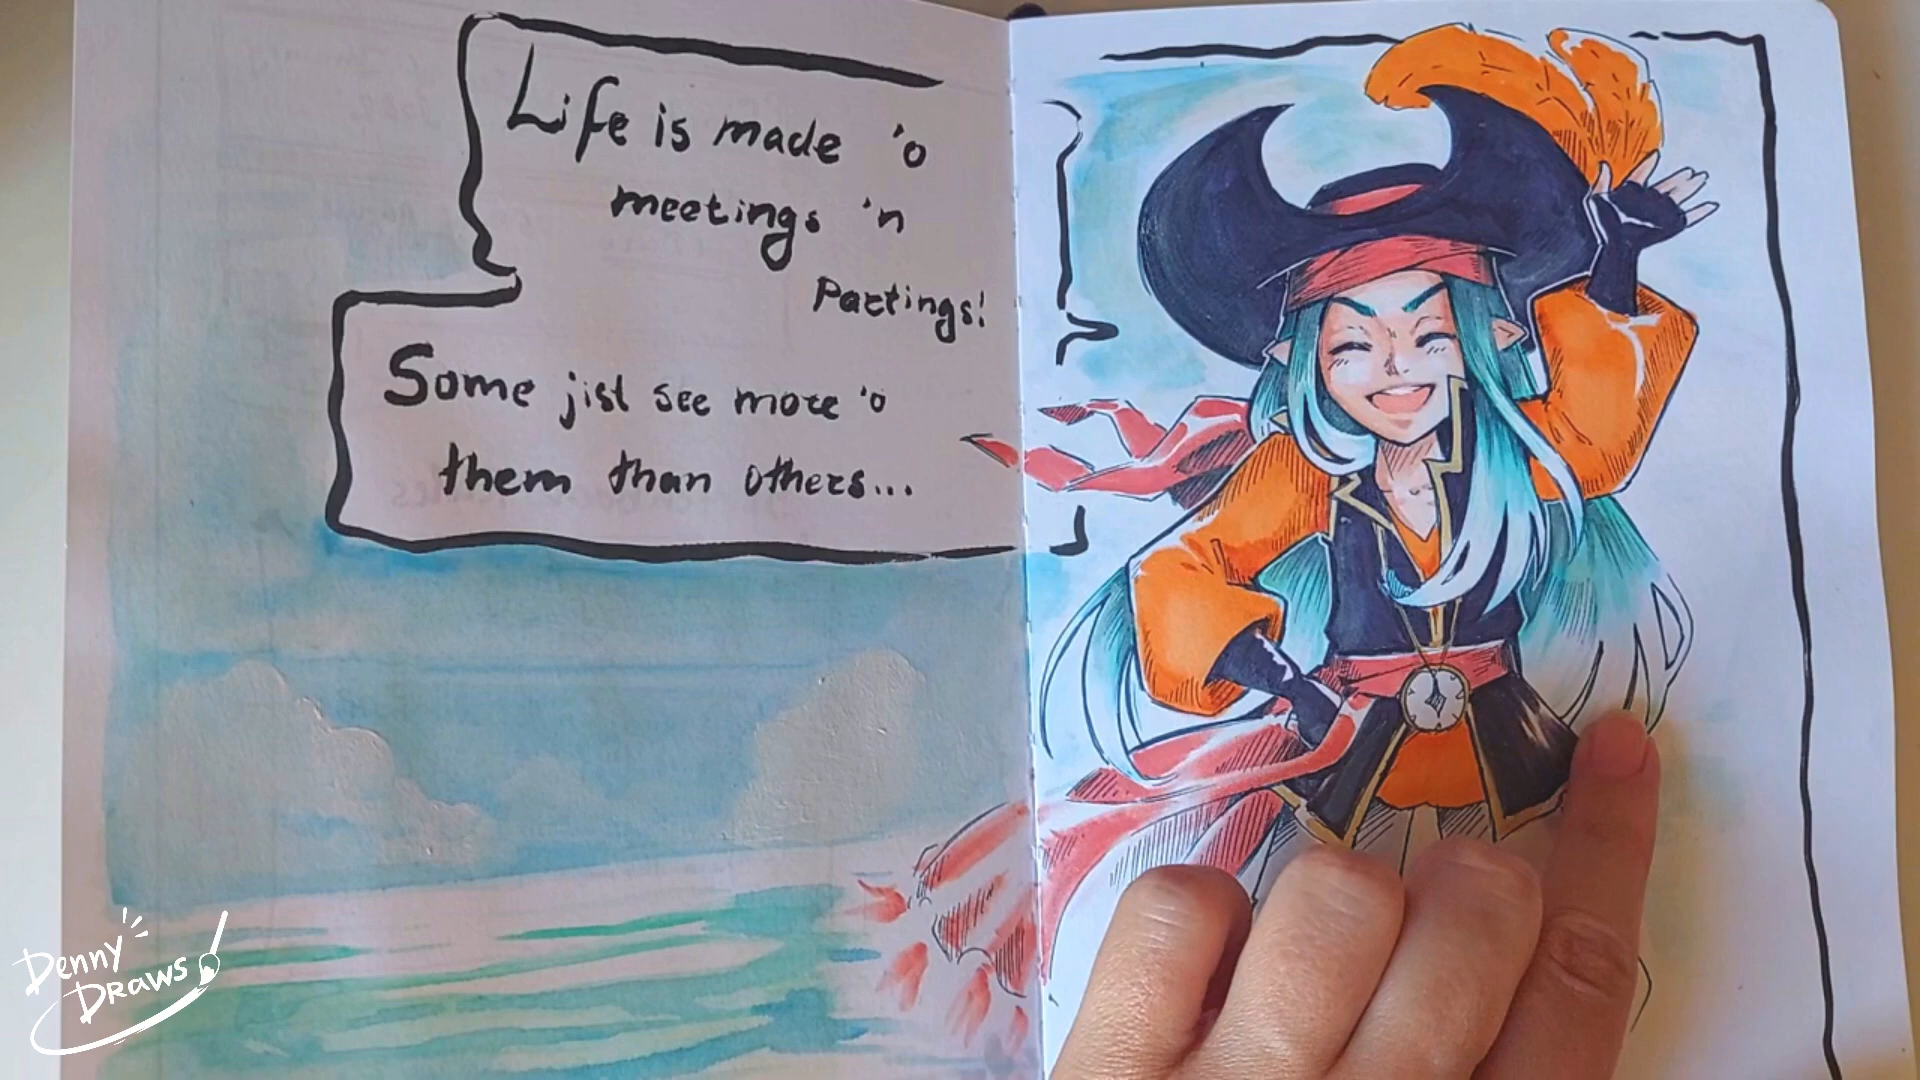 Life is made 'o
meetings 'n
Partings!
Some jist see more 'o
them than others...
Denny
DRAWS